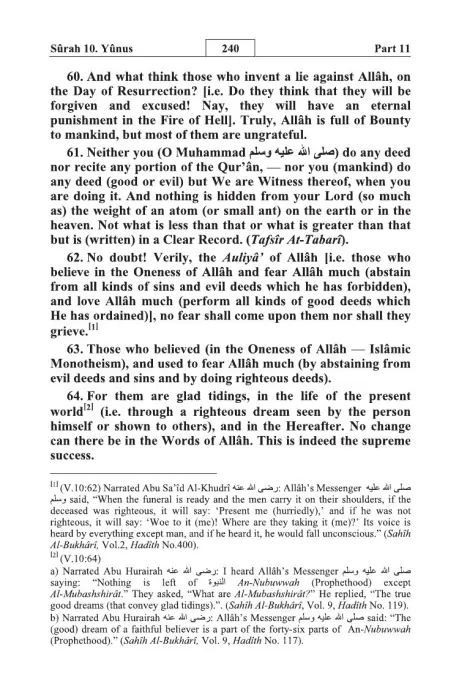 Sûrah 10. Yûnus 240 Part 11
60. And what think those who invent a lie against Allâh, on
the Day of Resurrection? [i.e. Do they think that they will be
forgiven and excused! Nay, they will have an eternal
punishment in the Fire of Hell]. Truly, Allâh is full of Bounty
to mankind, but most of them are ungrateful.
61. Neither you (O Muhammad صلى الله عليه وسلم) do any deed
nor recite any portion of the Qur'ân, — nor you (mankind) do
any deed (good or evil) but We are Witness thereof, when you
are doing it. And nothing is hidden from your Lord (so much
as) the weight of an atom (or small ant) on the earth or in the
heaven. Not what is less than that or what is greater than that
but is (written) in a Clear Record. (Tafsîr At-Tabarî).
62. No doubt! Verily, the Auliyâ' of Allâh [i.e. those who
believe in the Oneness of Allâh and fear Allâh much (abstain
from all kinds of sins and evil deeds which he has forbidden),
and love Allâh much (perform all kinds of good deeds which
He has ordained)], no fear shall come upon them nor shall they
grieve.[1]
63. Those who believed (in the Oneness of Allâh — Islâmic
Monotheism), and used to fear Allâh much (by abstaining from
evil deeds and sins and by doing righteous deeds).
64. For them are glad tidings, in the life of the present
world[2] (i.e. through a righteous dream seen by the person
himself or shown to others), and in the Hereafter. No change
can there be in the Words of Allâh. This is indeed the supreme
success.
[1] (V.10:62) Narrated Abu Sa'îd Al-Khudrî رضى الله عنه: Allâh's Messenger صلى الله عليه
وسلم said, "When the funeral is ready and the men carry it on their shoulders, if the
deceased was righteous, it will say: 'Present me (hurriedly),' and if he was not
righteous, it will say: 'Woe to it (me)! Where are they taking it (me)?' Its voice is
heard by everything except man, and if he heard it, he would fall unconscious." (Sahîh
Al-Bukhârî, Vol.2, Hadîth No.400).
[2] (V.10:64)
a) Narrated Abu Hurairah رضى الله عنه: I heard Allâh's Messenger صلى الله عليه وسلم
saying: "Nothing is left of النبوة An-Nubuwwah (Prophethood) except
Al-Mubashshirât." They asked, "What are Al-Mubashshirât?" He replied, "The true
good dreams (that convey glad tidings).". (Sahîh Al-Bukhârî, Vol. 9, Hadîth No. 119).
b) Narrated Abu Hurairah رضى الله عنه: Allâh's Messenger صلى الله عليه وسلم said: "The
(good) dream of a faithful believer is a part of the forty-six parts of An-Nubuwwah
(Prophethood)." (Sahîh Al-Bukhârî, Vol. 9, Hadîth No. 117).